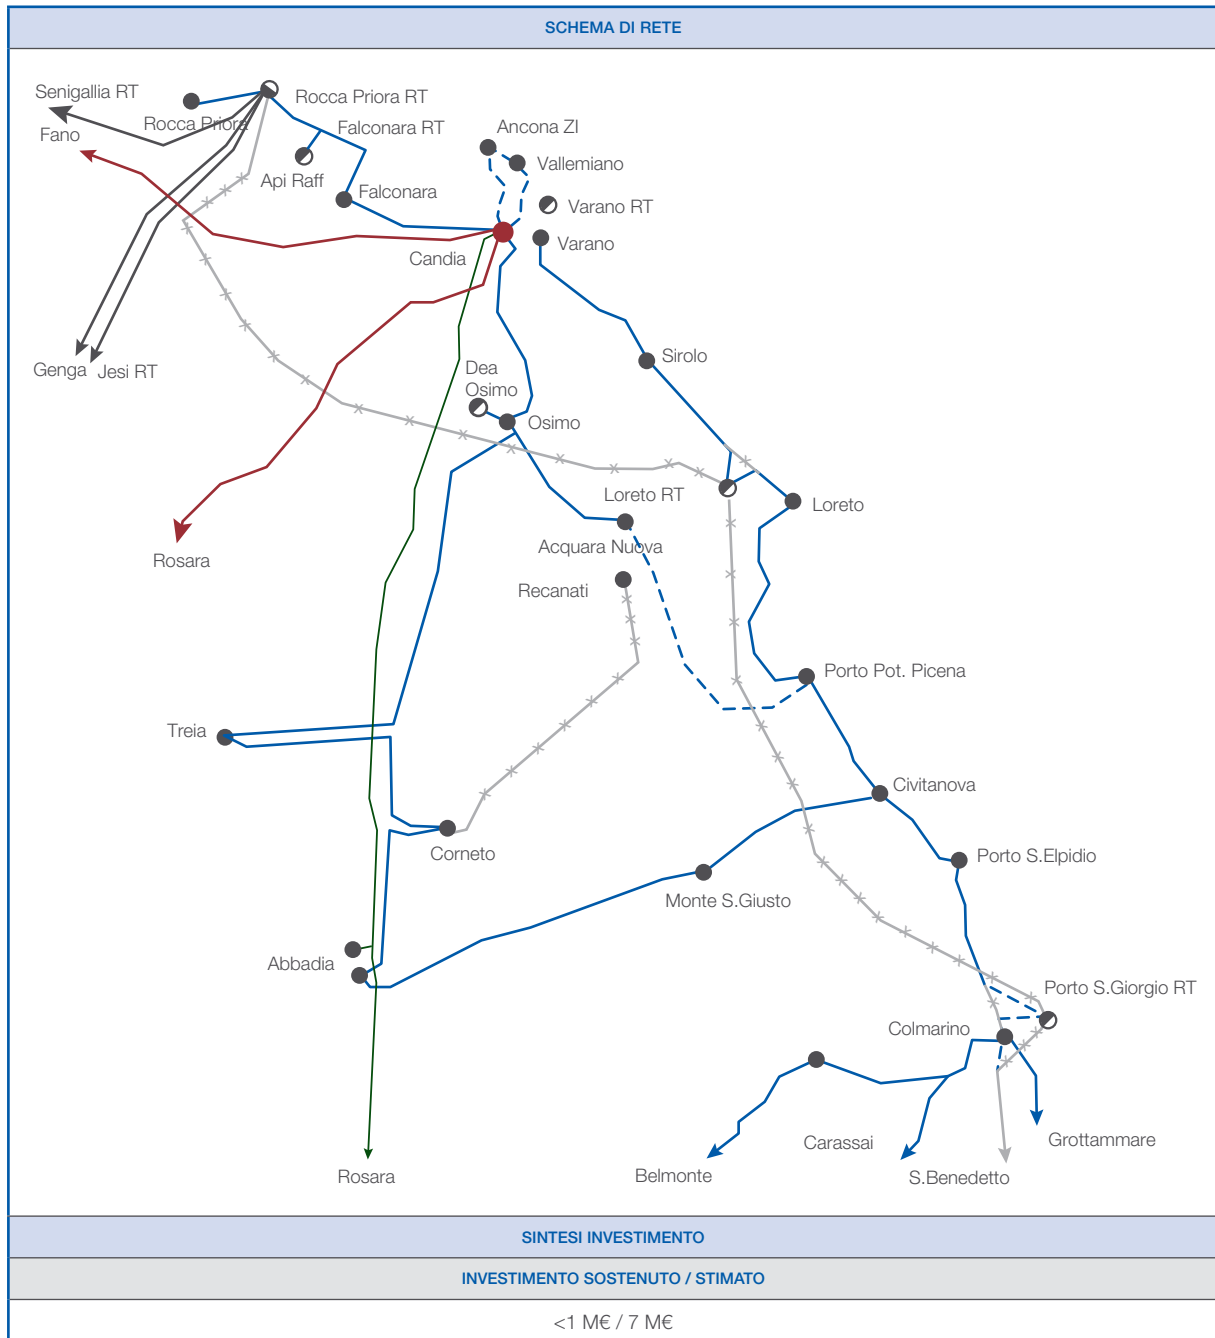 SCHEMA DI RETE
Senigallia RT
Fano
Rocca Priora
Rocca Priora RT
Falconara RT
Api Raff
Falconara
Ancona ZI
Vallemiano
Varano RT
Varano
Candia
Genga
Jesi RT
Sirolo
Dea
Osimo
Osimo
Loreto RT
Loreto
Rosara
Acquara Nuova
Recanati
Porto Pot. Picena
Treia
Civitanova
Corneto
Porto S.Elpidio
Monte S.Giusto
Abbadia
Porto S.Giorgio RT
Colmarino
Carassai
Grottammare
Rosara
Belmonte
S.Benedetto
SINTESI INVESTIMENTO
INVESTIMENTO SOSTENUTO / STIMATO
<1 M€ / 7 M€